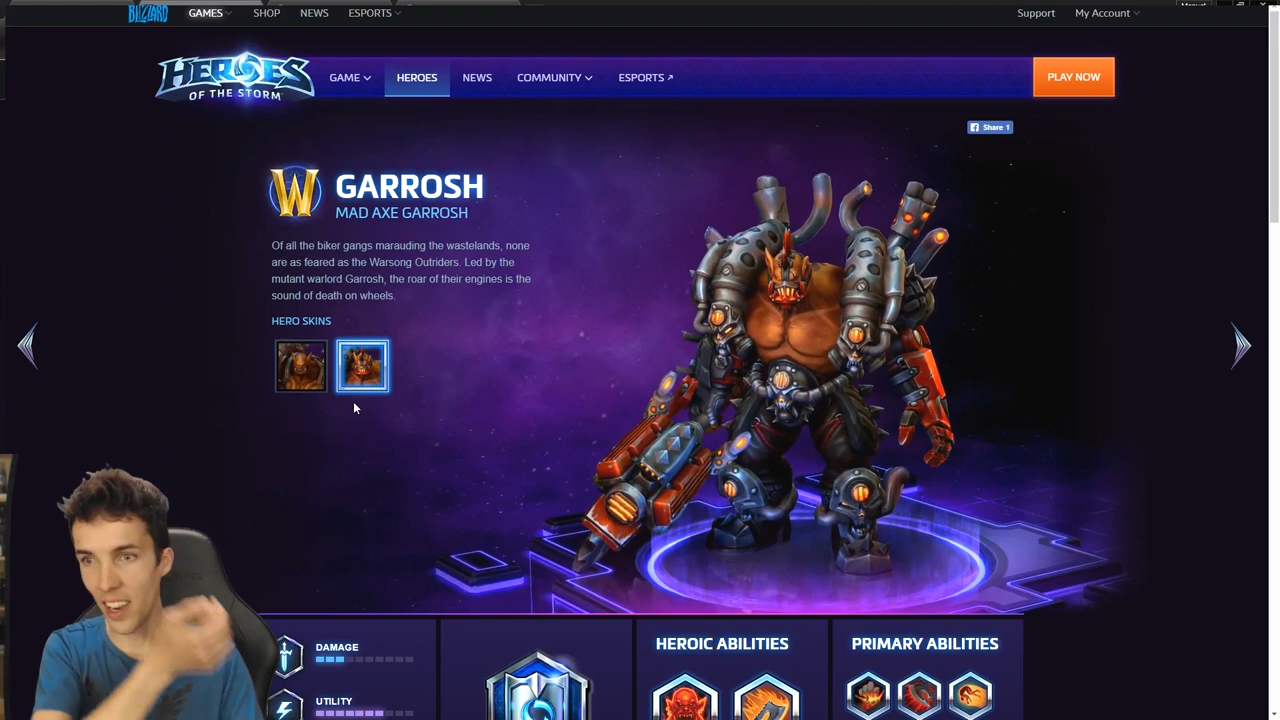 BLIZZARD
GAMES
SHOP
NEWS
ESPORTS
Support
My Account
HEROES
OF THE STORM
GAME
HEROES
NEWS
COMMUNITY
ESPORTS
PLAY NOW
Share 1
W
GARROSH
MAD AXE GARROSH
Of all the biker gangs marauding the wastelands, none
are as feared as the Warsong Outriders. Led by the
mutant warlord Garrosh, the roar of their engines is the
sound of death on wheels.
HERO SKINS
DAMAGE
UTILITY
HEROIC ABILITIES
PRIMARY ABILITIES